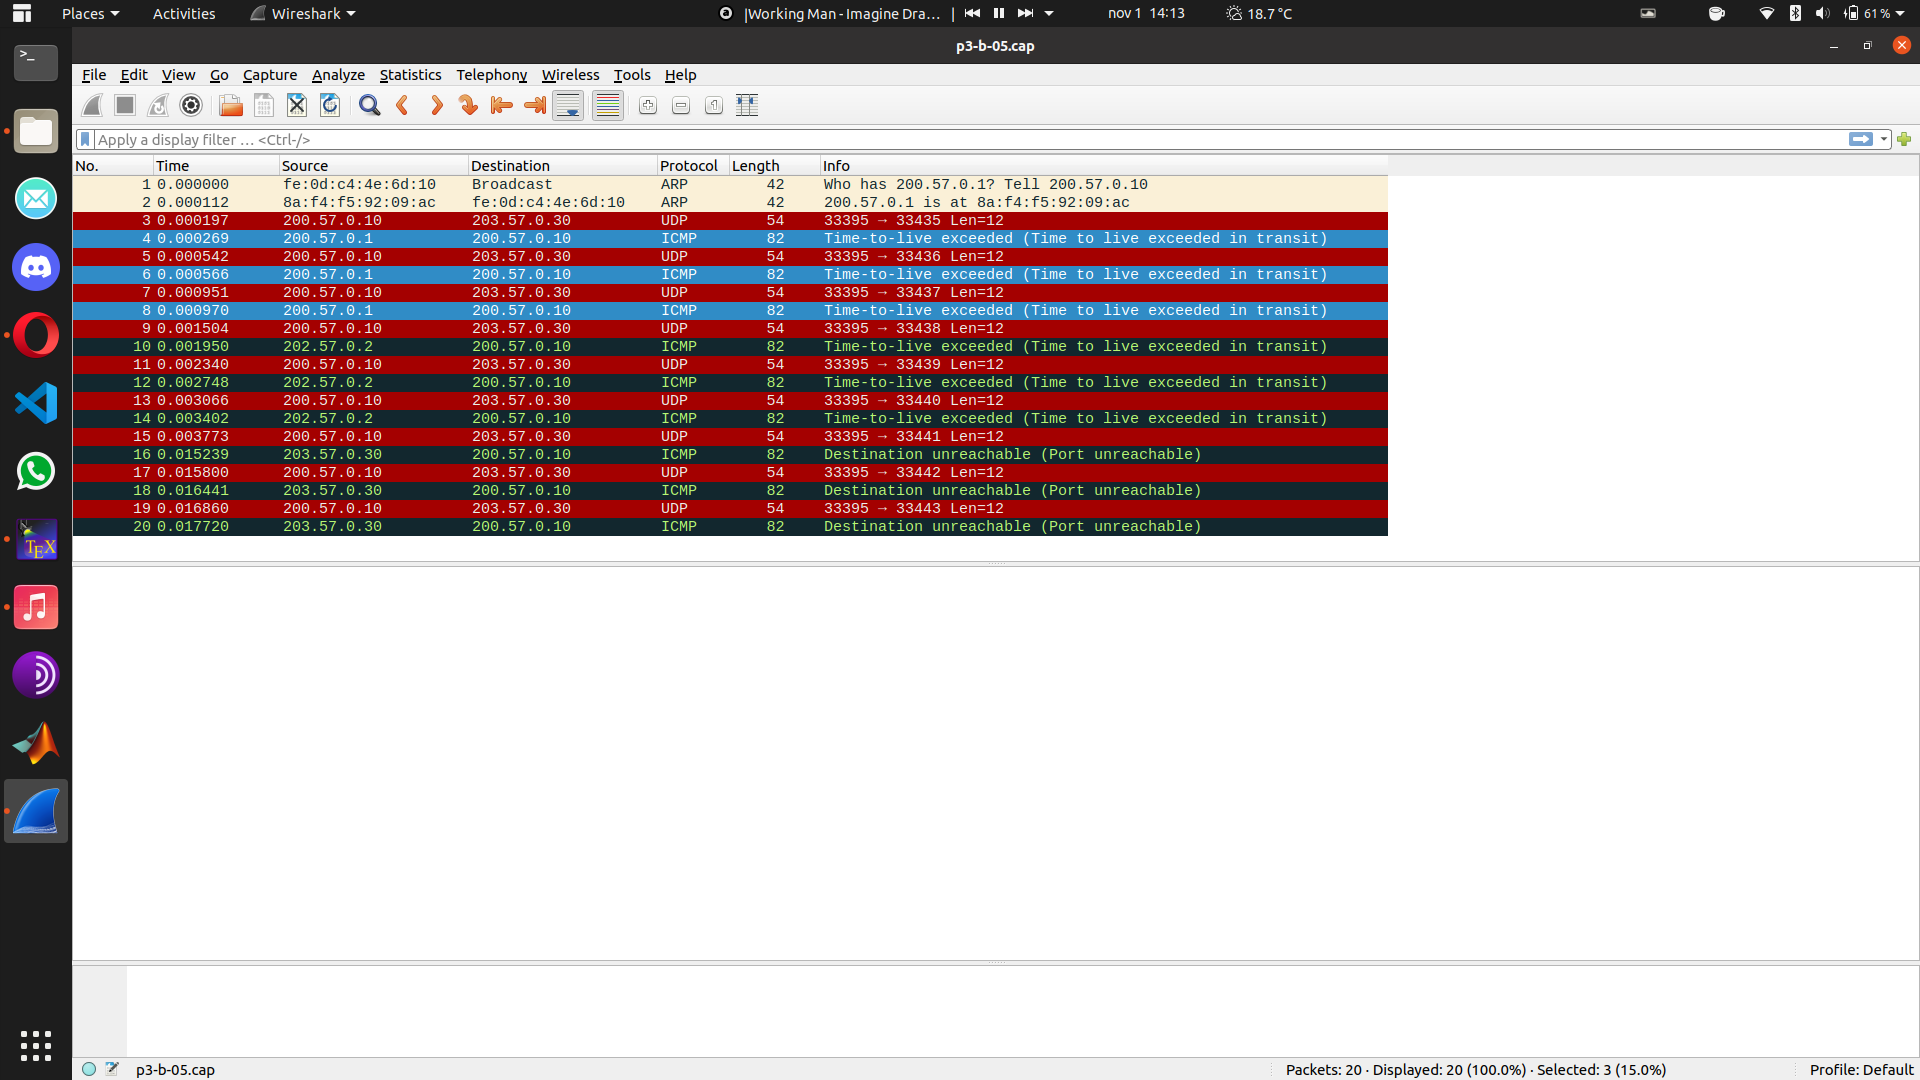 Places Activities Wireshark |Working Man - Imagine Dra… | nov 1 14:13 18.7 °C 61 %
p3-b-05.cap
File Edit View Go Capture Analyze Statistics Telephony Wireless Tools Help
Apply a display filter … <Ctrl-/>
No. Time Source Destination Protocol Length Info
1 0.000000 fe:0d:c4:4e:6d:10 Broadcast ARP 42 Who has 200.57.0.1? Tell 200.57.0.10
2 0.000112 8a:f4:f5:92:09:ac fe:0d:c4:4e:6d:10 ARP 42 200.57.0.1 is at 8a:f4:f5:92:09:ac
3 0.000197 200.57.0.10 203.57.0.30 UDP 54 33395 → 33435 Len=12
4 0.000269 200.57.0.1 200.57.0.10 ICMP 82 Time-to-live exceeded (Time to live exceeded in transit)
5 0.000542 200.57.0.10 203.57.0.30 UDP 54 33395 → 33436 Len=12
6 0.000566 200.57.0.1 200.57.0.10 ICMP 82 Time-to-live exceeded (Time to live exceeded in transit)
7 0.000951 200.57.0.10 203.57.0.30 UDP 54 33395 → 33437 Len=12
8 0.000970 200.57.0.1 200.57.0.10 ICMP 82 Time-to-live exceeded (Time to live exceeded in transit)
9 0.001504 200.57.0.10 203.57.0.30 UDP 54 33395 → 33438 Len=12
10 0.001950 202.57.0.2 200.57.0.10 ICMP 82 Time-to-live exceeded (Time to live exceeded in transit)
11 0.002340 200.57.0.10 203.57.0.30 UDP 54 33395 → 33439 Len=12
12 0.002748 202.57.0.2 200.57.0.10 ICMP 82 Time-to-live exceeded (Time to live exceeded in transit)
13 0.003066 200.57.0.10 203.57.0.30 UDP 54 33395 → 33440 Len=12
14 0.003402 202.57.0.2 200.57.0.10 ICMP 82 Time-to-live exceeded (Time to live exceeded in transit)
15 0.003773 200.57.0.10 203.57.0.30 UDP 54 33395 → 33441 Len=12
16 0.015239 203.57.0.30 200.57.0.10 ICMP 82 Destination unreachable (Port unreachable)
17 0.015800 200.57.0.10 203.57.0.30 UDP 54 33395 → 33442 Len=12
18 0.016441 203.57.0.30 200.57.0.10 ICMP 82 Destination unreachable (Port unreachable)
19 0.016860 200.57.0.10 203.57.0.30 UDP 54 33395 → 33443 Len=12
20 0.017720 203.57.0.30 200.57.0.10 ICMP 82 Destination unreachable (Port unreachable)
TEX
p3-b-05.cap Packets: 20 · Displayed: 20 (100.0%) · Selected: 3 (15.0%) Profile: Default